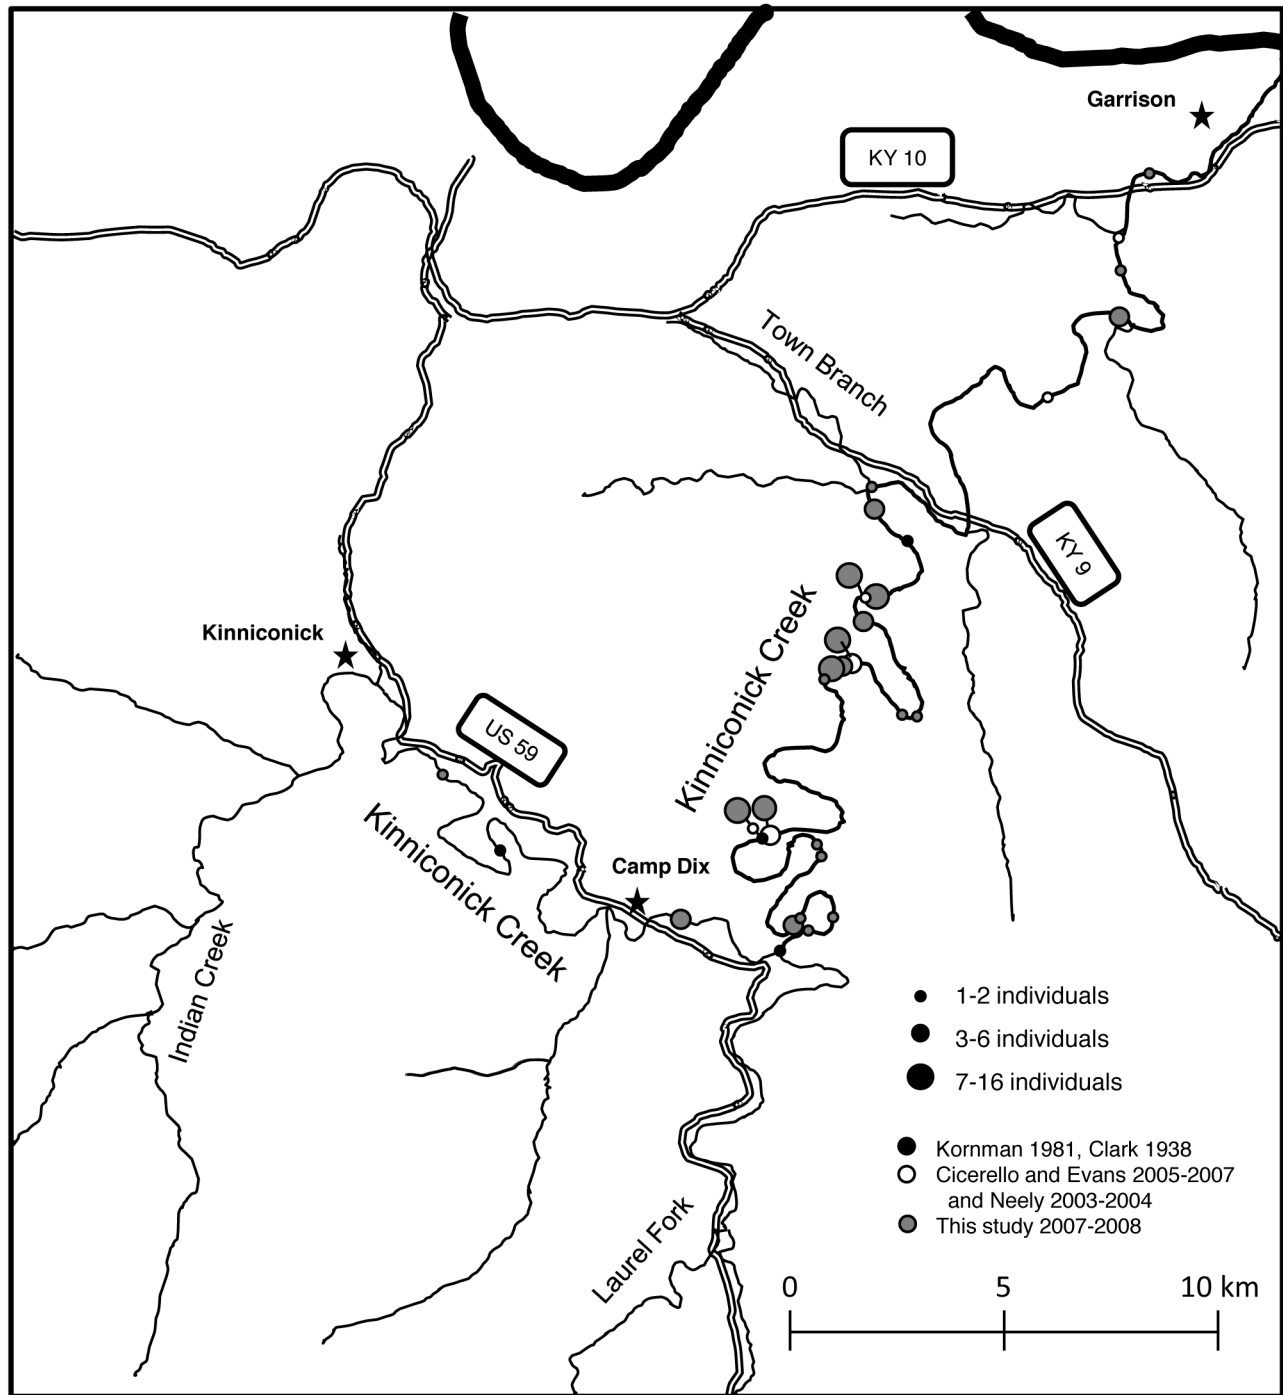 Garrison
KY 10
Town Branch
KY 9
Kinniconick
Kinniconick Creek
US 59
Kinniconick Creek
Camp Dix
Indian Creek
1-2 individuals
3-6 individuals
7-16 individuals
Kornman 1981, Clark 1938
Cicerello and Evans 2005-2007
and Neely 2003-2004
This study 2007-2008
Laurel Fork
0 5 10 km